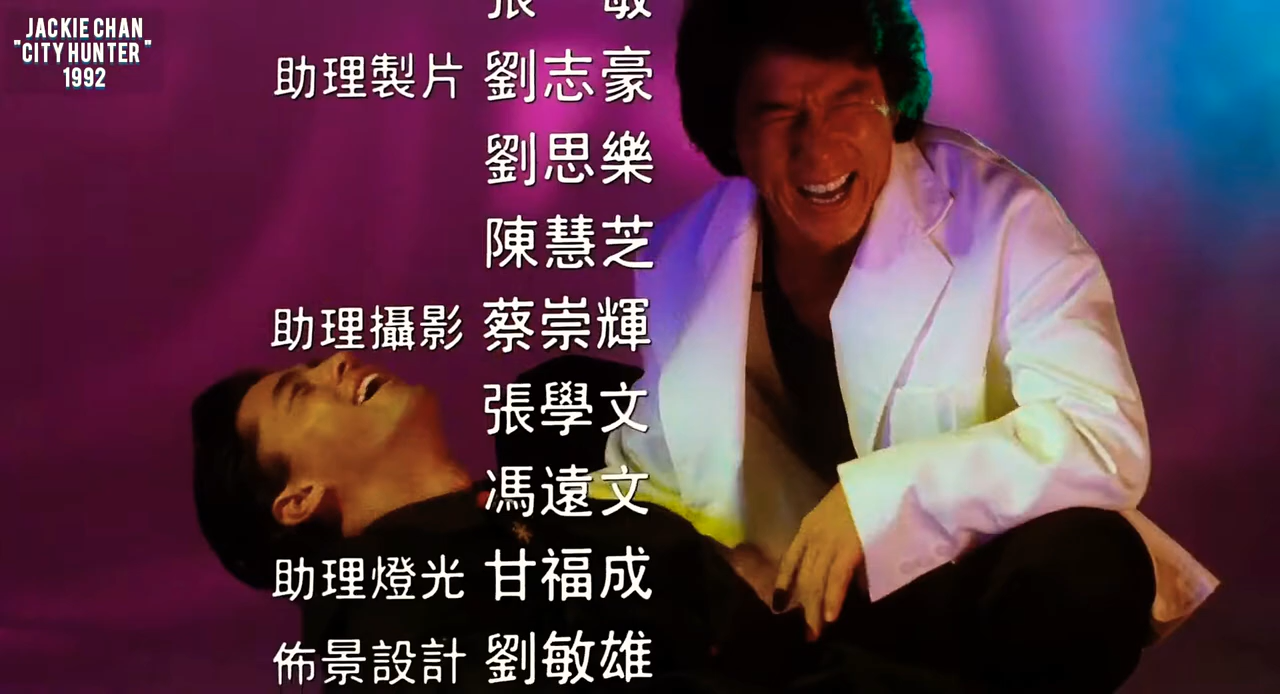 JACKIE CHAN
"CITY HUNTER"
1992
張 敏
助理製片 劉志豪
劉思樂
陳慧芝
助理攝影 蔡崇輝
張學文
馮遠文
助理燈光 甘福成
佈景設計 劉敏雄